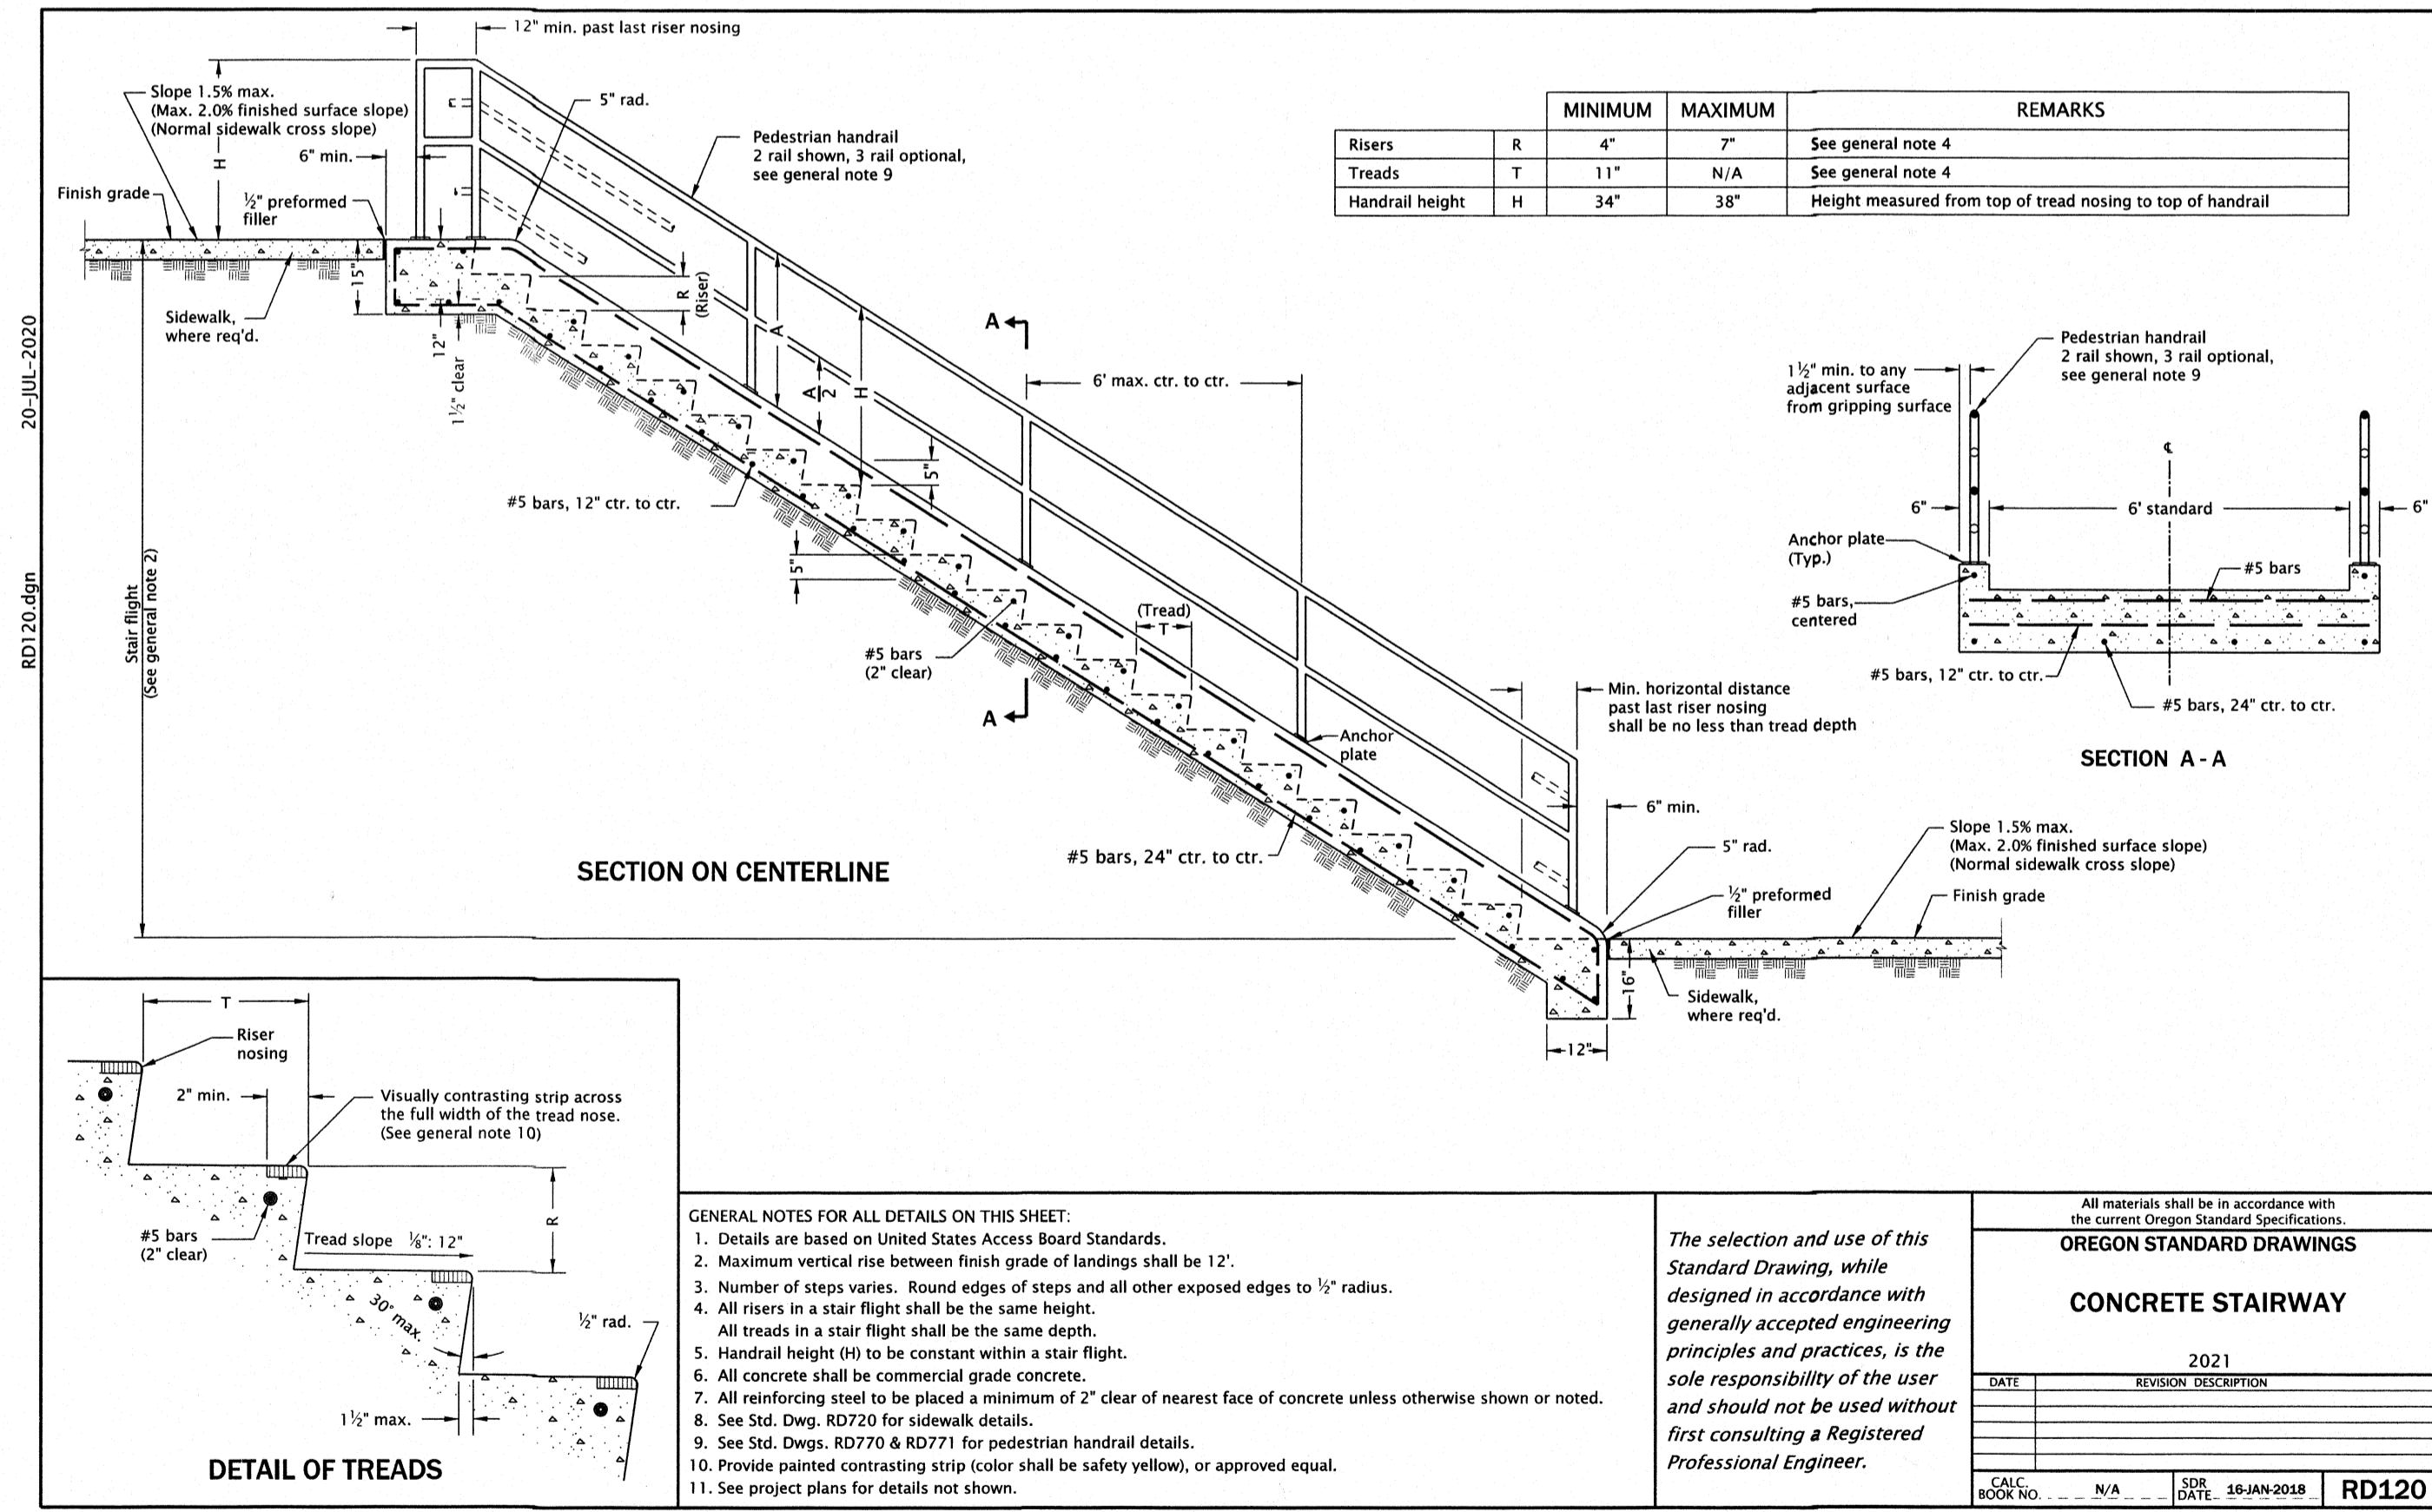 12" min. past last riser nosing
Slope 1.5% max.
(Max. 2.0% finished surface slope)
(Normal sidewalk cross slope)
5" rad.
H
6" min.
Pedestrian handrail
2 rail shown, 3 rail optional,
see general note 9
Finish grade
½" preformed
filler
15"
Sidewalk,
where req'd.
12"
1½" clear
R
(Riser)
A
A
2
H
A
6' max. ctr. to ctr.
5"
#5 bars, 12" ctr. to ctr.
5"
Stair flight
(See general note 2)
(Tread)
T
#5 bars
(2" clear)
A
Min. horizontal distance
past last riser nosing
shall be no less than tread depth
Anchor
plate
6" min.
#5 bars, 24" ctr. to ctr.
5" rad.
½" preformed
filler
Slope 1.5% max.
(Max. 2.0% finished surface slope)
(Normal sidewalk cross slope)
Finish grade
16"
Sidewalk,
where req'd.
12"
SECTION ON CENTERLINE
MINIMUM MAXIMUM REMARKS
Risers R 4" 7" See general note 4
Treads T 11" N/A See general note 4
Handrail height H 34" 38" Height measured from top of tread nosing to top of handrail
Pedestrian handrail
2 rail shown, 3 rail optional,
see general note 9
1½" min. to any
adjacent surface
from gripping surface
℄
6" 6' standard 6"
Anchor plate
(Typ.)
#5 bars
#5 bars,
centered
#5 bars, 12" ctr. to ctr.
#5 bars, 24" ctr. to ctr.
SECTION A - A
20-JUL-2020
RD120.dgn
T
Riser
nosing
2" min.
Visually contrasting strip across
the full width of the tread nose.
(See general note 10)
R
#5 bars
(2" clear)
Tread slope ⅛": 12"
30° max.
½" rad.
1½" max.
DETAIL OF TREADS
GENERAL NOTES FOR ALL DETAILS ON THIS SHEET:
1. Details are based on United States Access Board Standards.
2. Maximum vertical rise between finish grade of landings shall be 12'.
3. Number of steps varies. Round edges of steps and all other exposed edges to ½" radius.
4. All risers in a stair flight shall be the same height.
All treads in a stair flight shall be the same depth.
5. Handrail height (H) to be constant within a stair flight.
6. All concrete shall be commercial grade concrete.
7. All reinforcing steel to be placed a minimum of 2" clear of nearest face of concrete unless otherwise shown or noted.
8. See Std. Dwg. RD720 for sidewalk details.
9. See Std. Dwgs. RD770 & RD771 for pedestrian handrail details.
10. Provide painted contrasting strip (color shall be safety yellow), or approved equal.
11. See project plans for details not shown.
The selection and use of this
Standard Drawing, while
designed in accordance with
generally accepted engineering
principles and practices, is the
sole responsibility of the user
and should not be used without
first consulting a Registered
Professional Engineer.
All materials shall be in accordance with
the current Oregon Standard Specifications.
OREGON STANDARD DRAWINGS
CONCRETE STAIRWAY
2021
DATE REVISION DESCRIPTION
CALC.
BOOK NO. N/A
SDR
DATE 16-JAN-2018
RD120